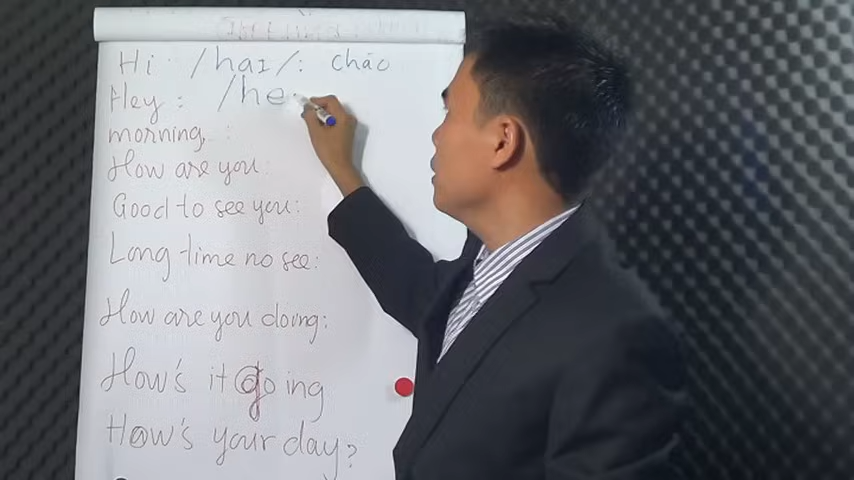 Hi : /haɪ/: chào
Hey : /he
morning, :
How are you:
Good to see you:
Long time no see:
How are you doing:
How's it going
How's your day?